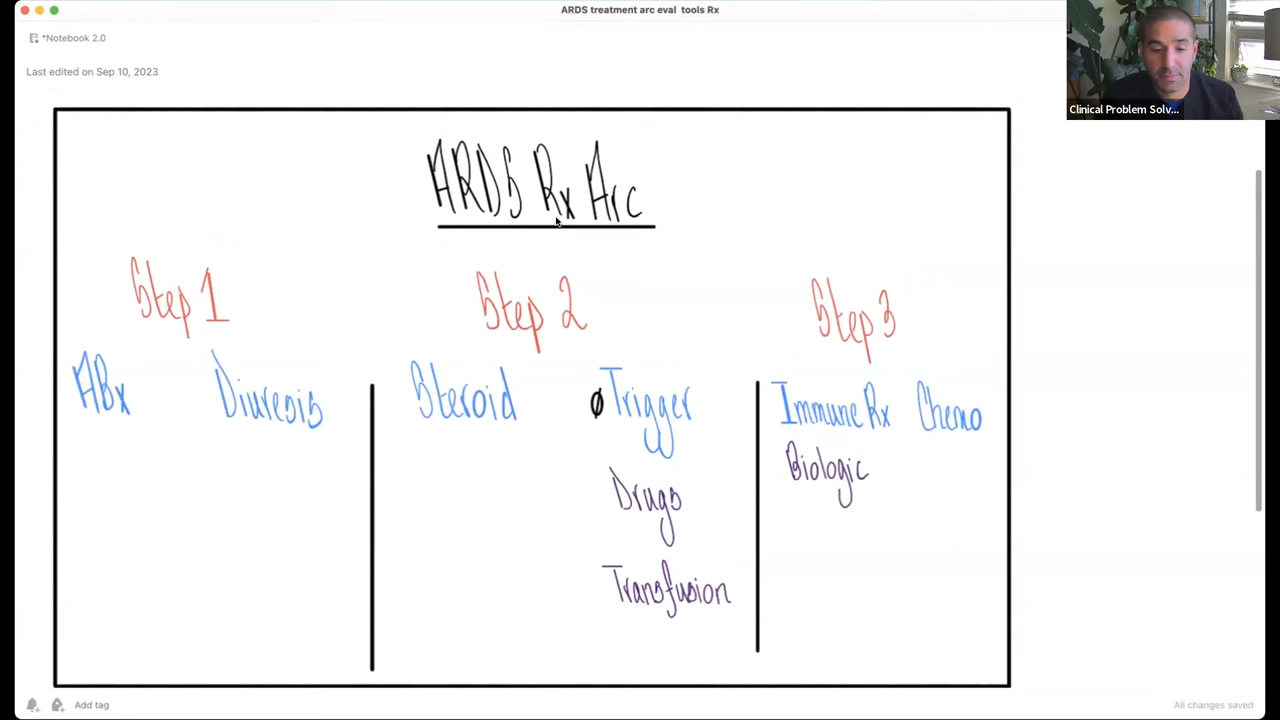 ARDS treatment arc eval tools Rx
*Notebook 2.0
Last edited on Sep 10, 2023
Clinical Problem Solv...
ARDS Rx Arc
Step 1
Step 2
Step 3
ABx Diuresis
Steroid Ø Trigger
Immune Rx Chemo
Biologic
Drugs
Transfusion
Add tag
All changes saved